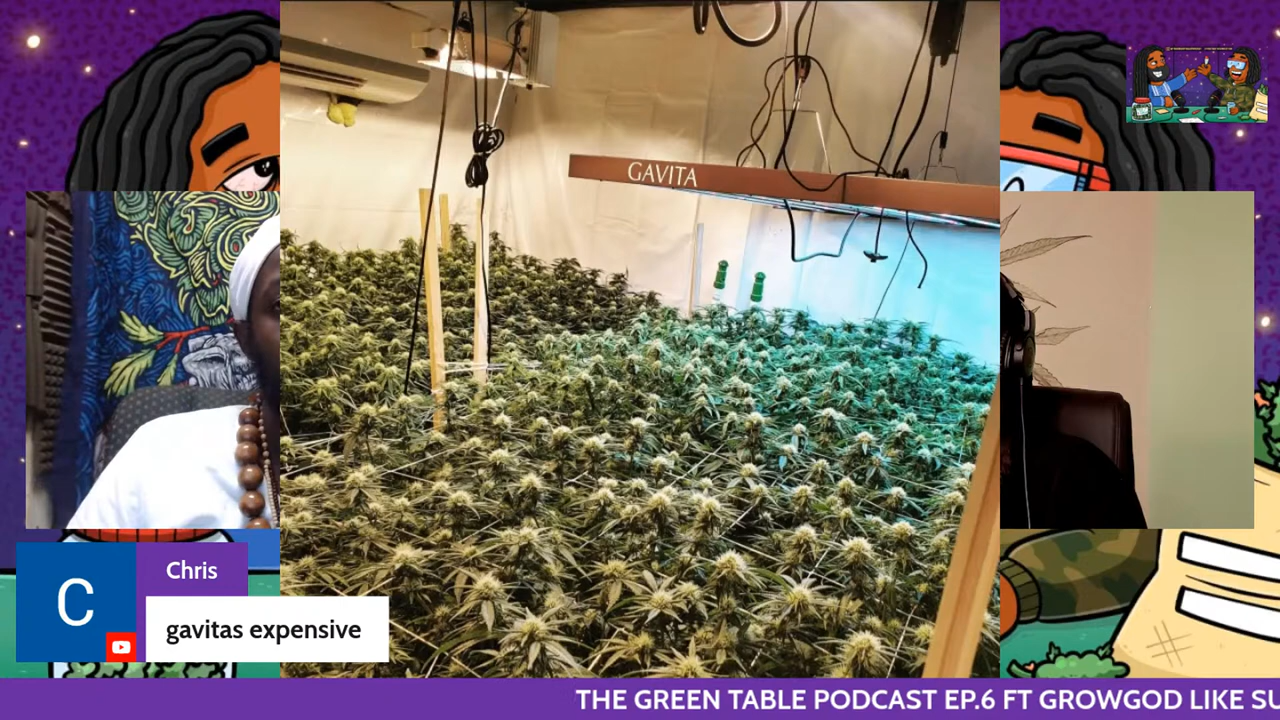 GAVITA
C
Chris
gavitas expensive
THE GREEN TABLE PODCAST EP.6 FT GROWGOD LIKE SU